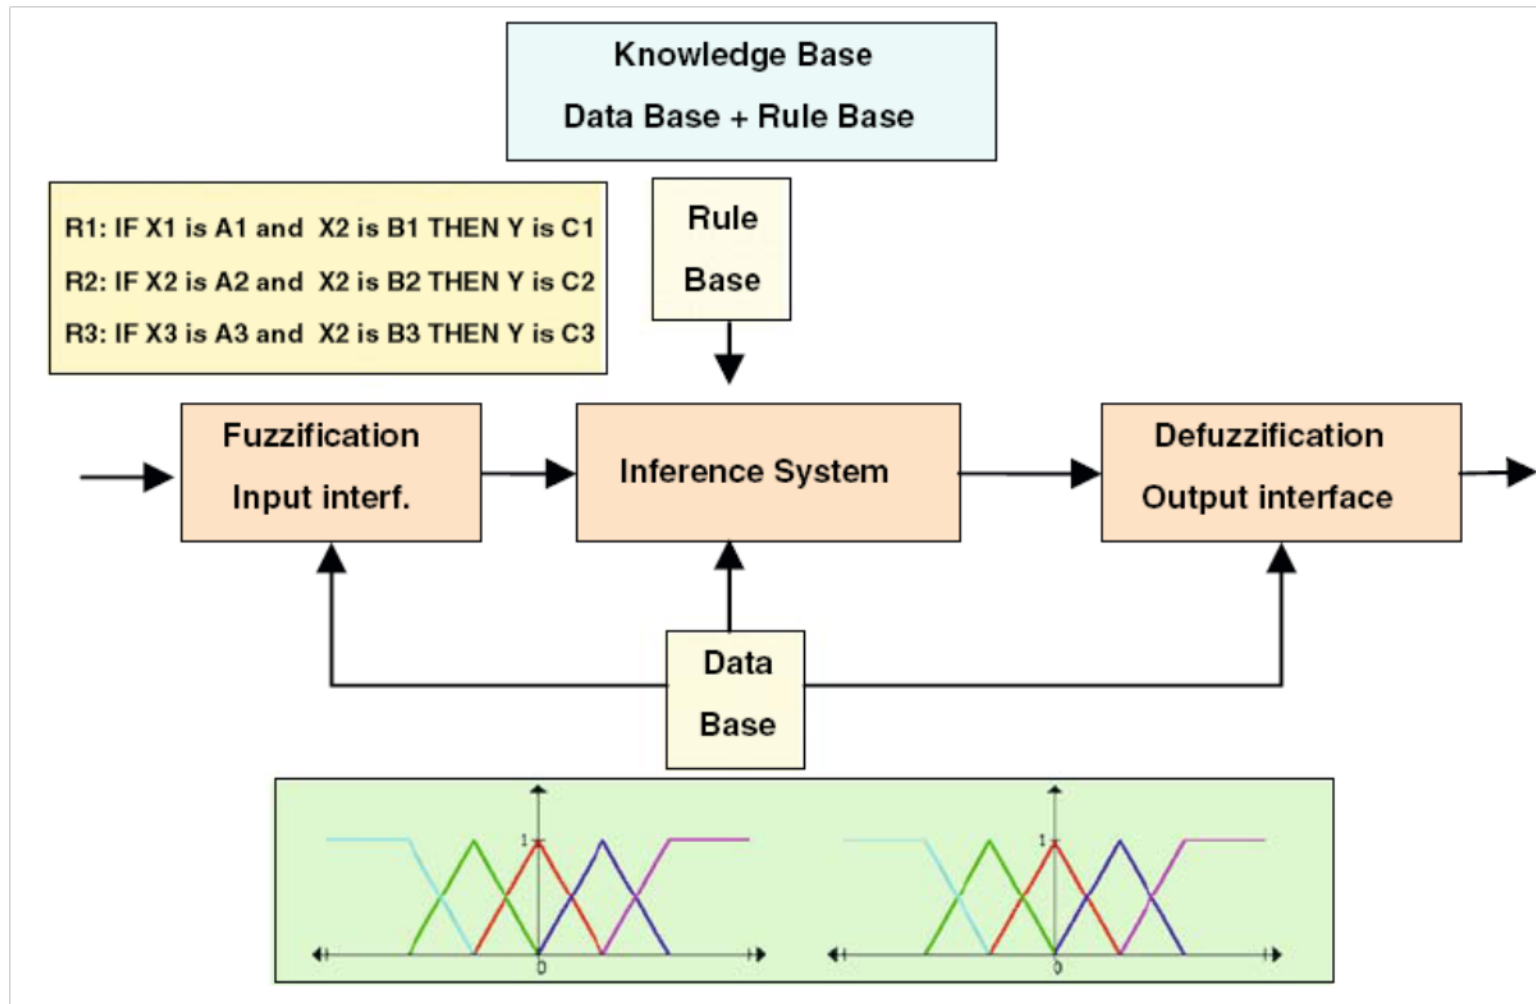 Knowledge Base
Data Base + Rule Base
R1: IF X1 is A1 and X2 is B1 THEN Y is C1
R2: IF X2 is A2 and X2 is B2 THEN Y is C2
R3: IF X3 is A3 and X2 is B3 THEN Y is C3
Rule
Base
Fuzzification
Input interf.
Inference System
Defuzzification
Output interface
Data
Base
1
0
1
0